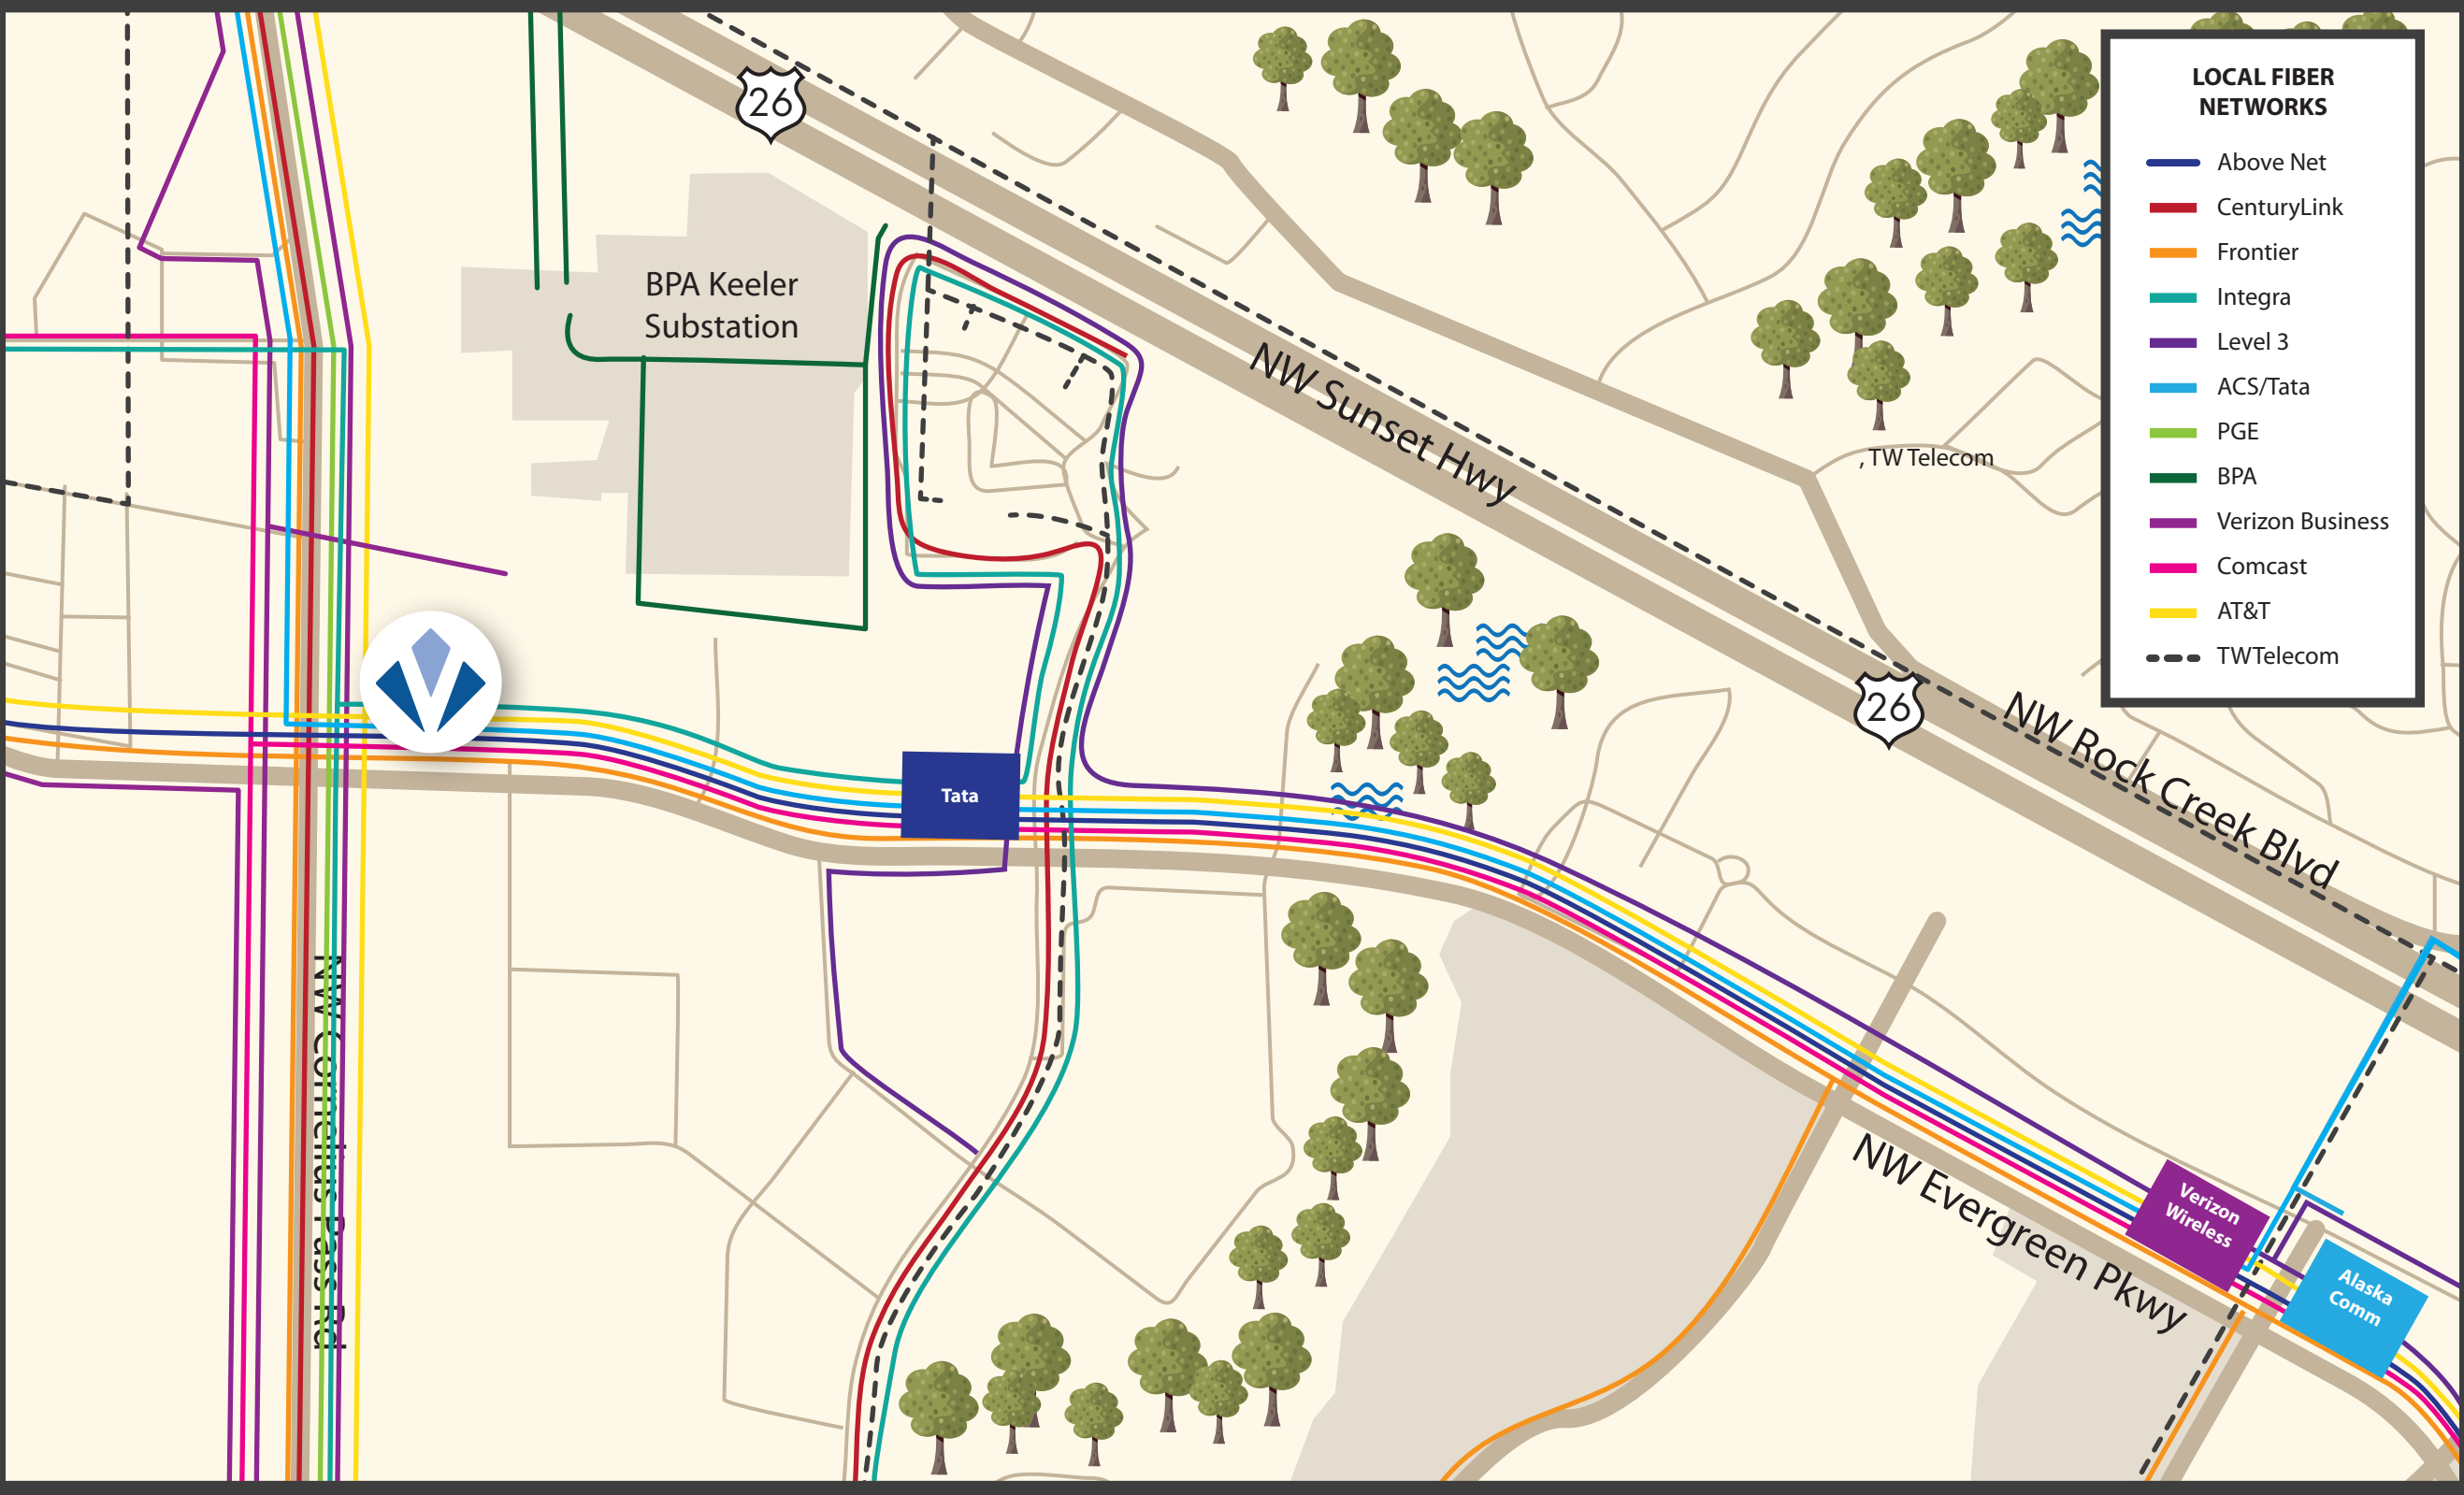 26
BPA Keeler
Substation
NW Sunset Hwy
, TW Telecom
26
NW Rock Creek Blvd
Tata
NW Cornelius Pass Rd
NW Evergreen Pkwy
Verizon
Wireless
Alaska
Comm
LOCAL FIBER
NETWORKS
Above Net
CenturyLink
Frontier
Integra
Level 3
ACS/Tata
PGE
BPA
Verizon Business
Comcast
AT&T
TWTelecom